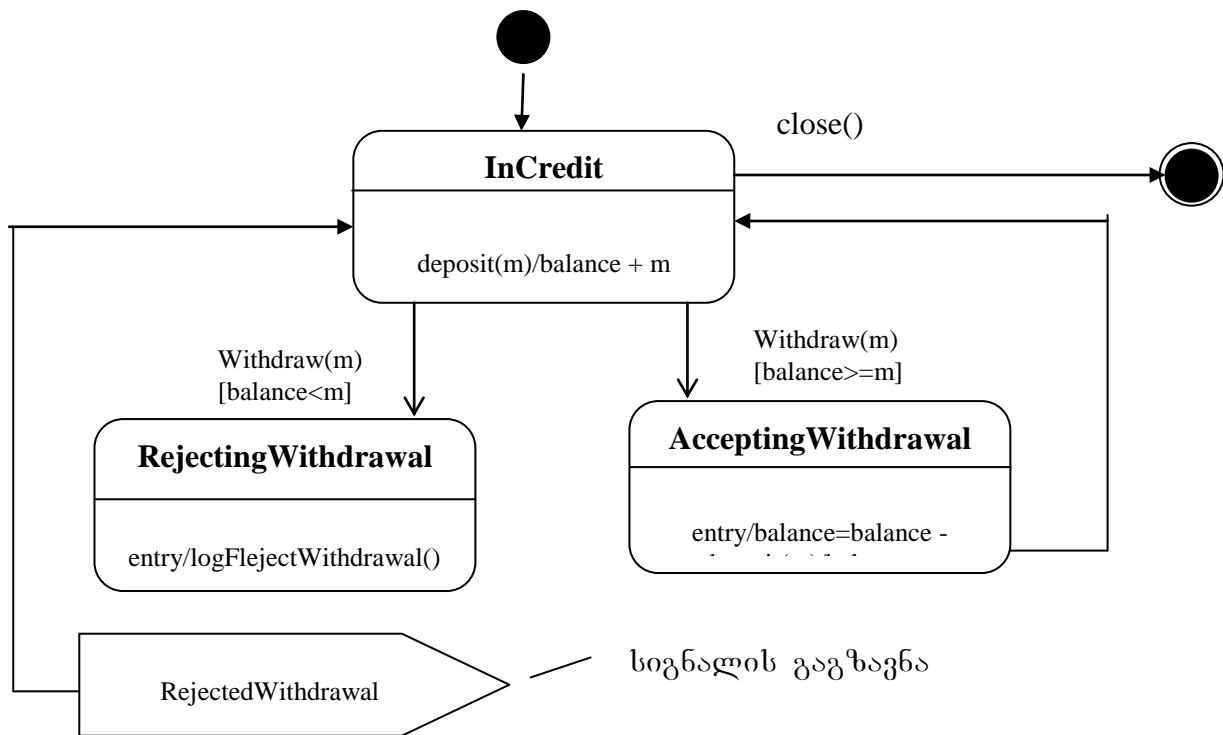 close()
InCredit
deposit(m)/balance + m
Withdraw(m)
[balance<m]
Withdraw(m)
[balance>=m]
RejectingWithdrawal
entry/logFlejectWithdrawal()
AcceptingWithdrawal
entry/balance=balance -
RejectedWithdrawal
სიგნალის გაგზავნა